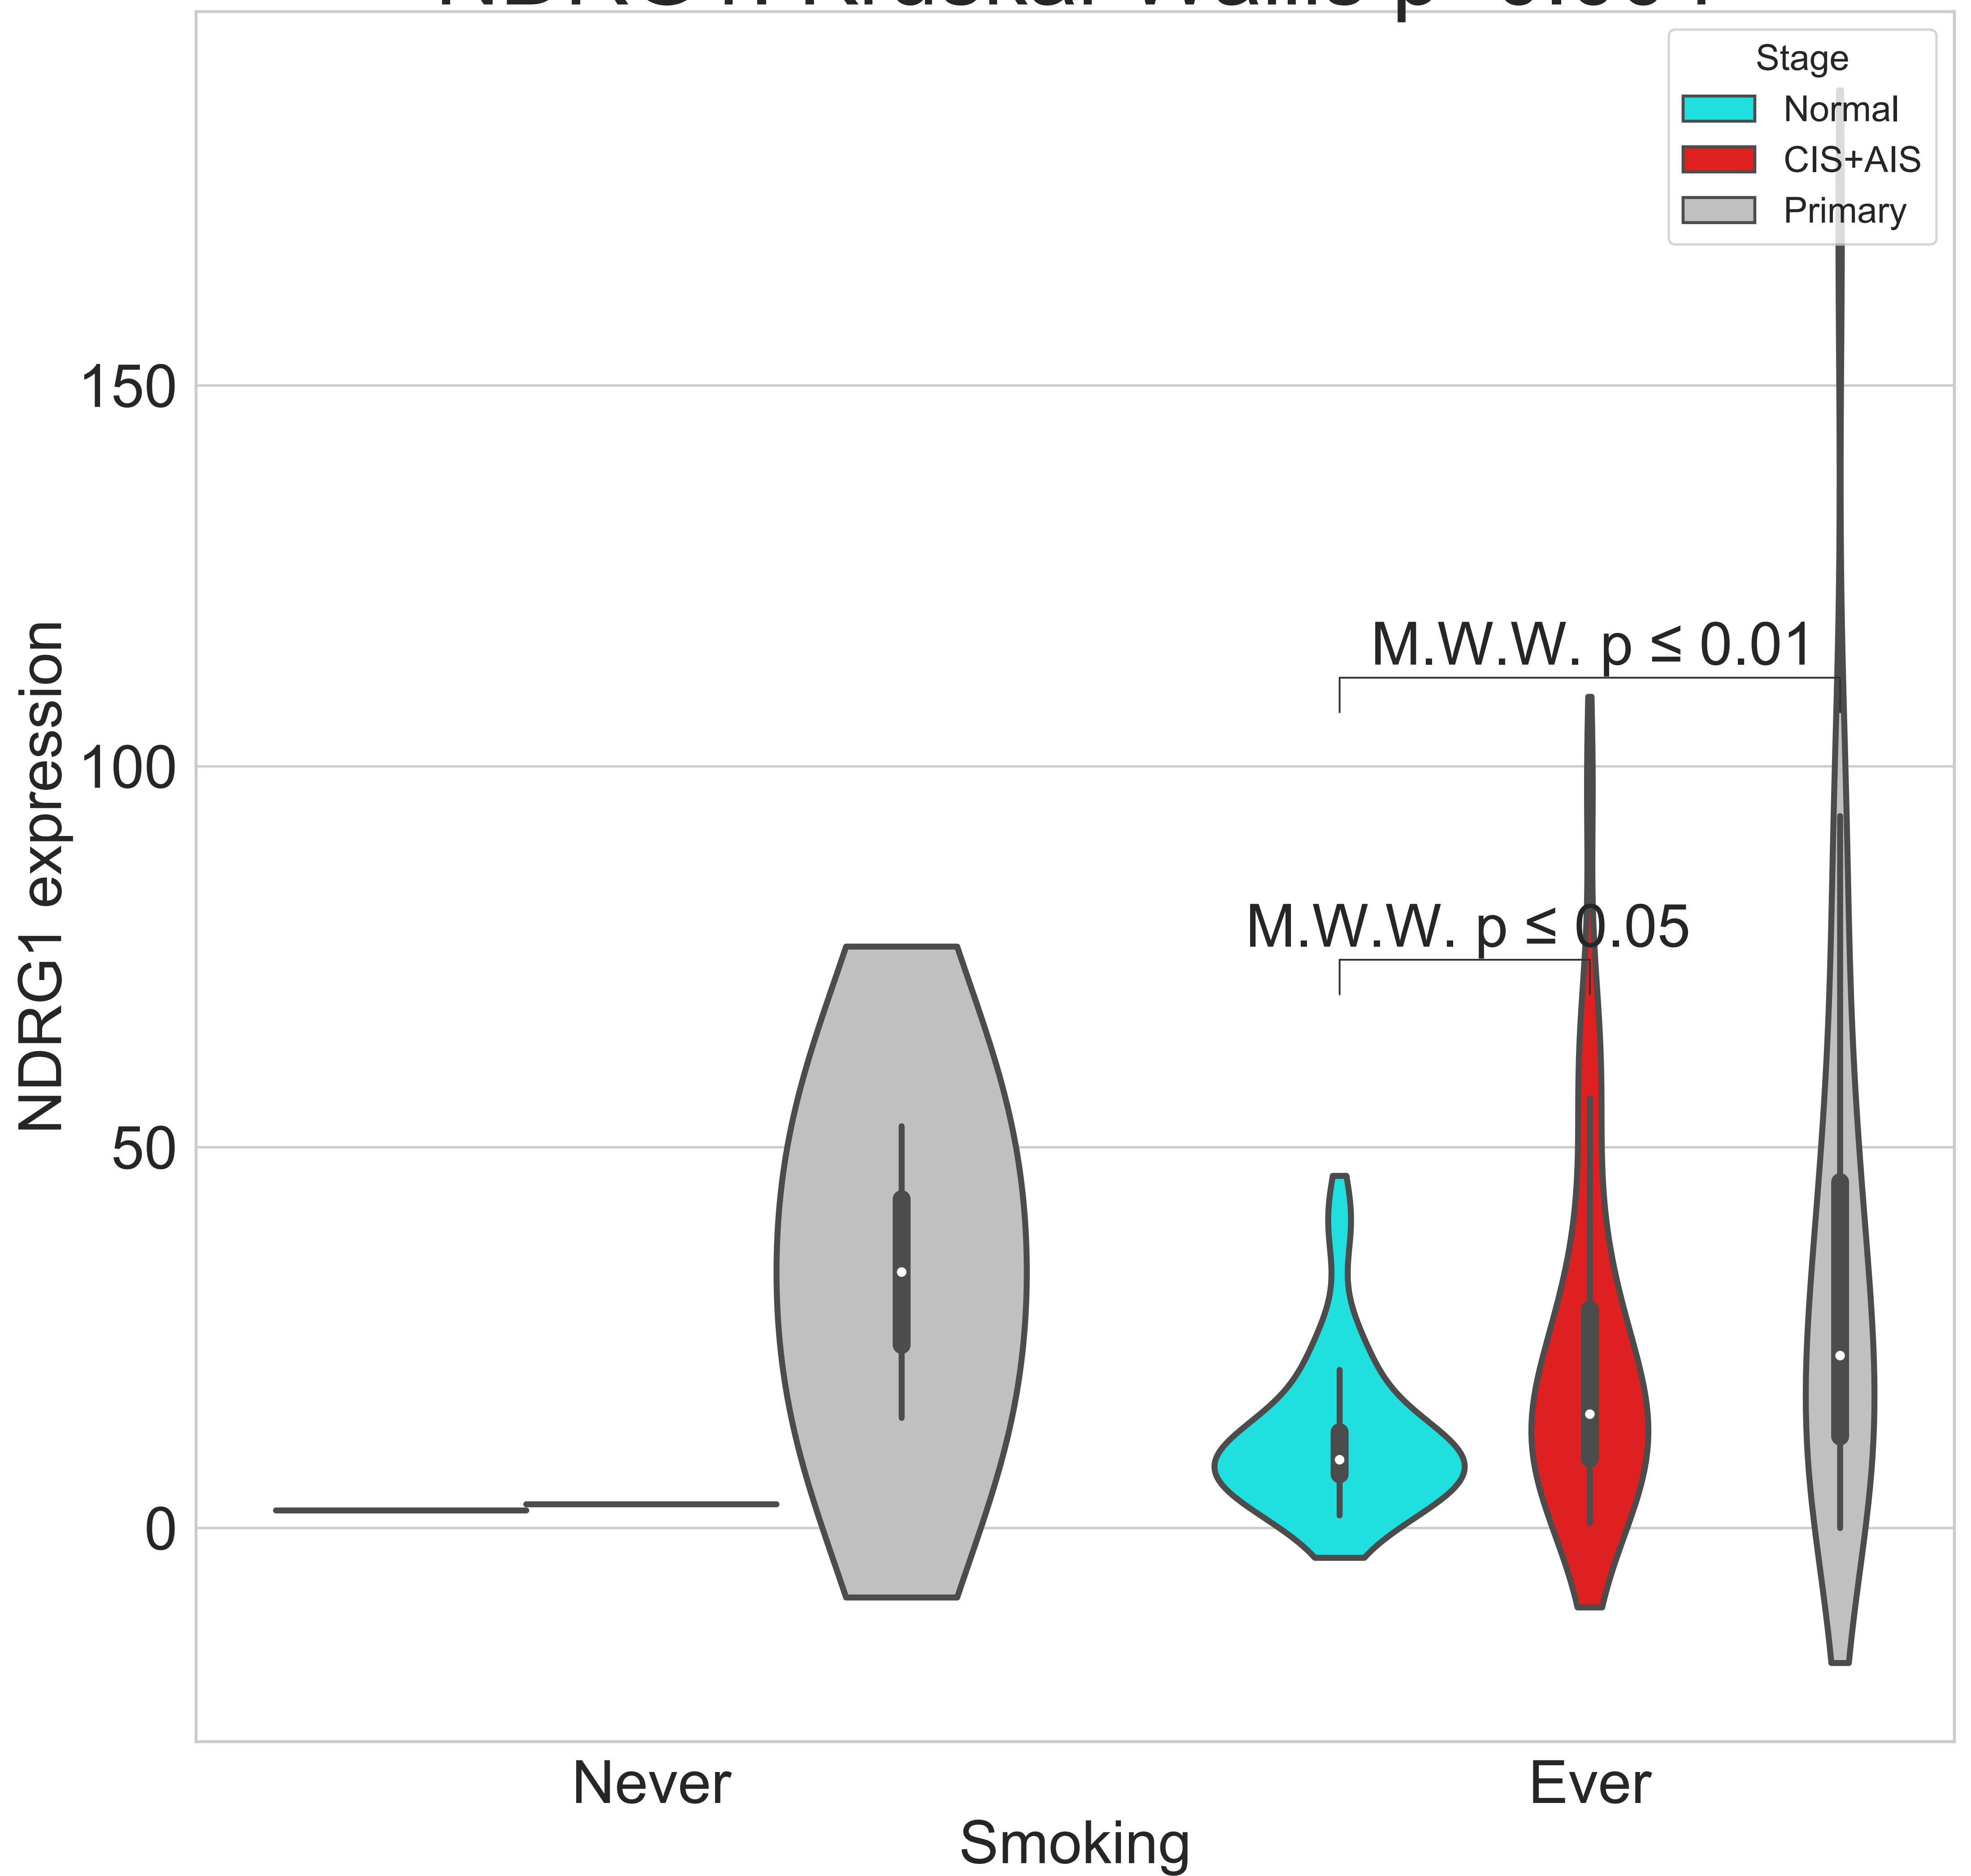 Stage
Normal
CIS+AIS
Primary
150
100
50
0
NDRG1 expression
M.W.W. p ≤ 0.01
M.W.W. p ≤ 0.05
Never
Ever
Smoking